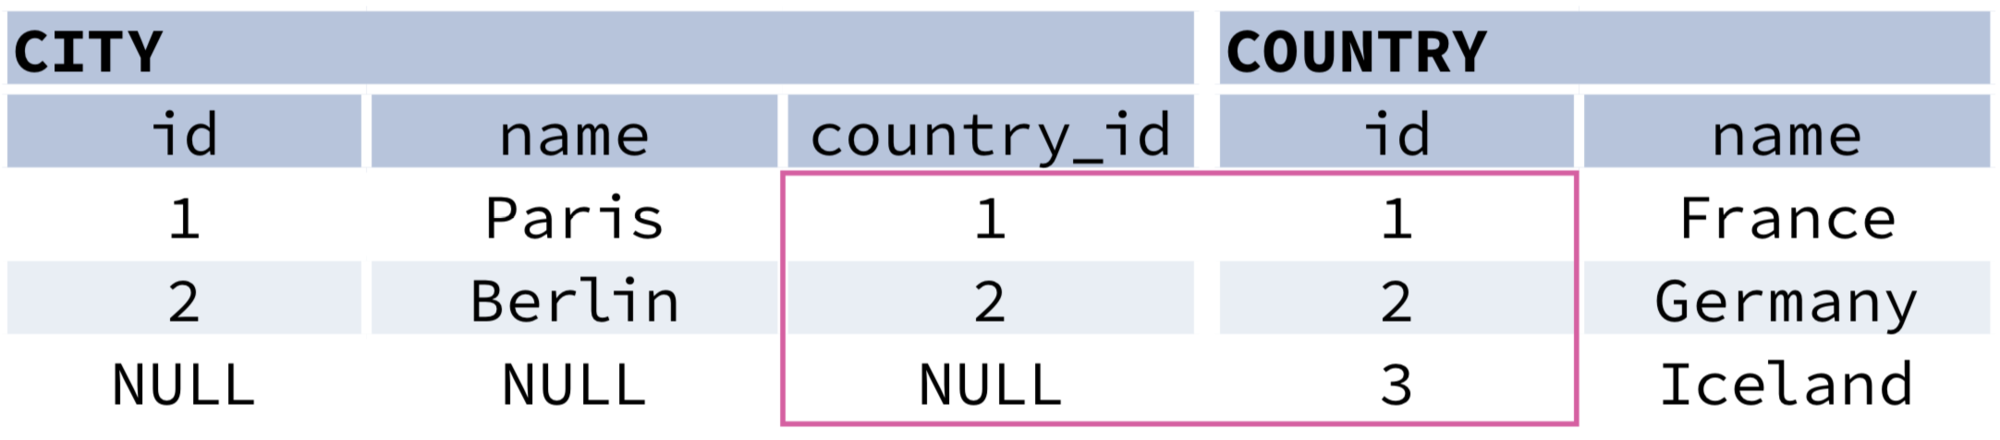 CITY COUNTRY
id name country_id id name
1 Paris 1 1 France
2 Berlin 2 2 Germany
NULL NULL NULL 3 Iceland